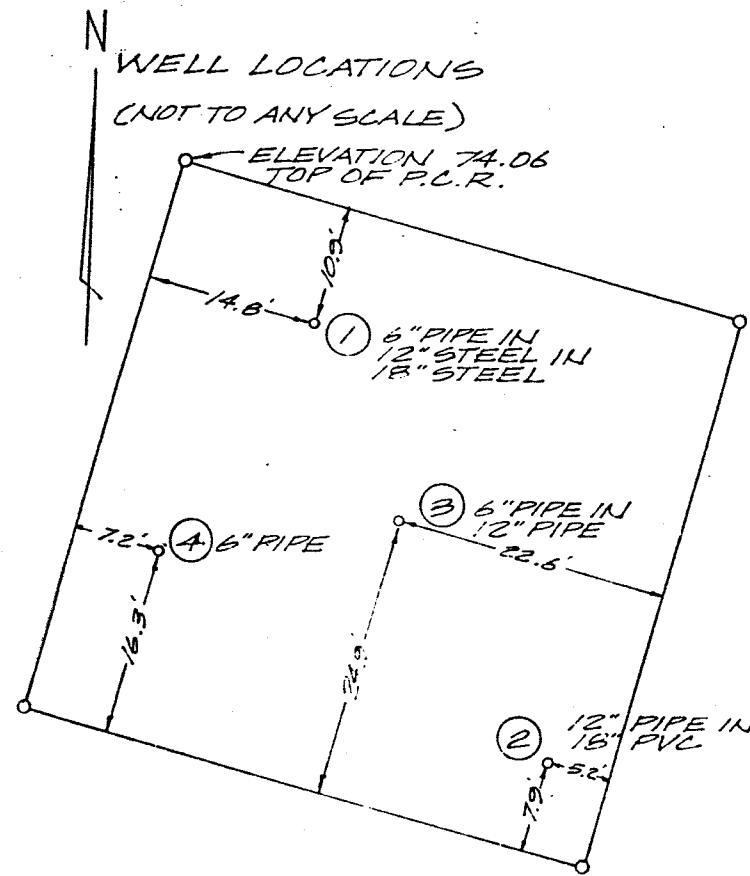 N
WELL LOCATIONS
(NOT TO ANY SCALE)
ELEVATION 74.06
TOP OF P.C.R.
10.9'
14.8'
1 6" PIPE IN
12" STEEL IN
18" STEEL
3 6" PIPE IN
12" PIPE
22.6'
7.2'
4 6" PIPE
16.3'
24.9'
2 12" PIPE IN
18" PVC
5.2'
7.9'